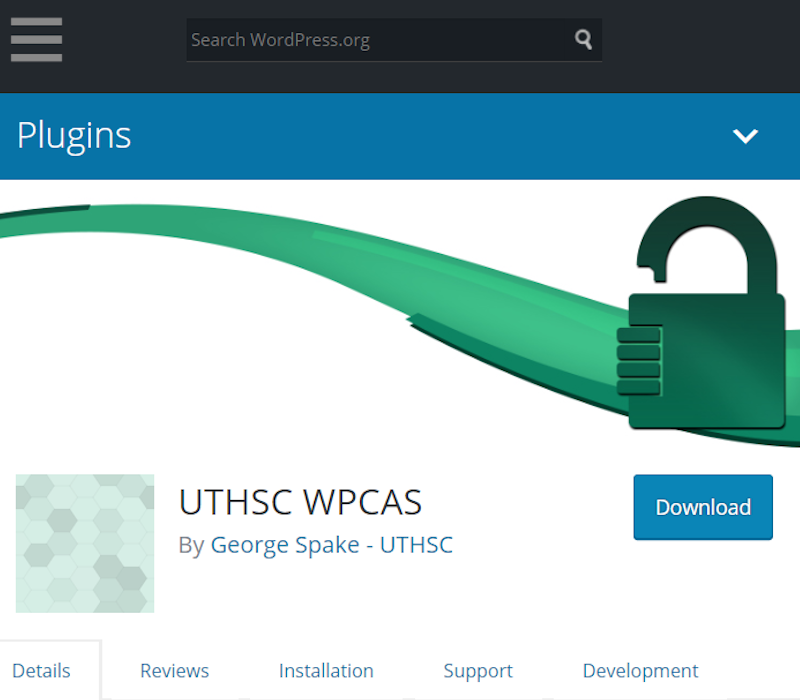 Search WordPress.org
Plugins
UTHSC WPCAS
Download
By George Spake - UTHSC
Details Reviews Installation Support Development